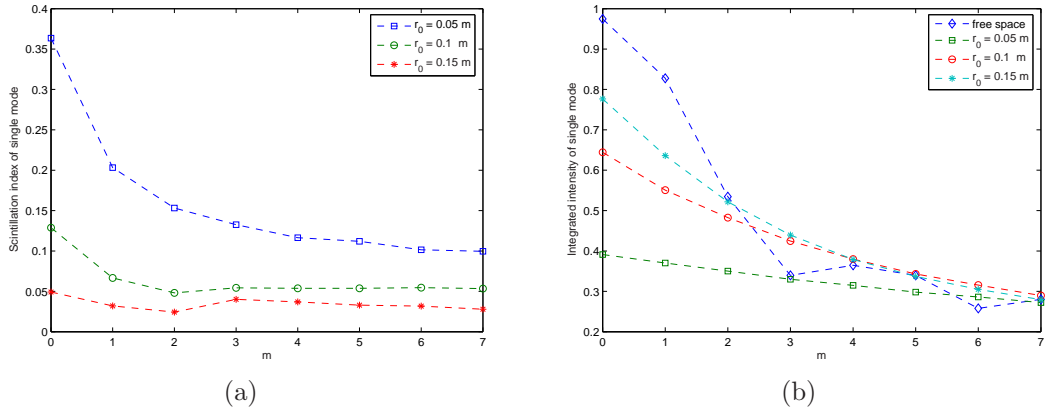 0.4
0.35
0.3
0.25
0.2
0.15
0.1
0.05
0
Scintillation index of single mode
r0 = 0.05 m
r0 = 0.1 m
r0 = 0.15 m
0 1 2 3 4 5 6 7
m
(a)
1
0.9
0.8
0.7
0.6
0.5
0.4
0.3
0.2
Integrated intensity of single mode
free space
r0 = 0.05 m
r0 = 0.1 m
r0 = 0.15 m
0 1 2 3 4 5 6 7
m
(b)